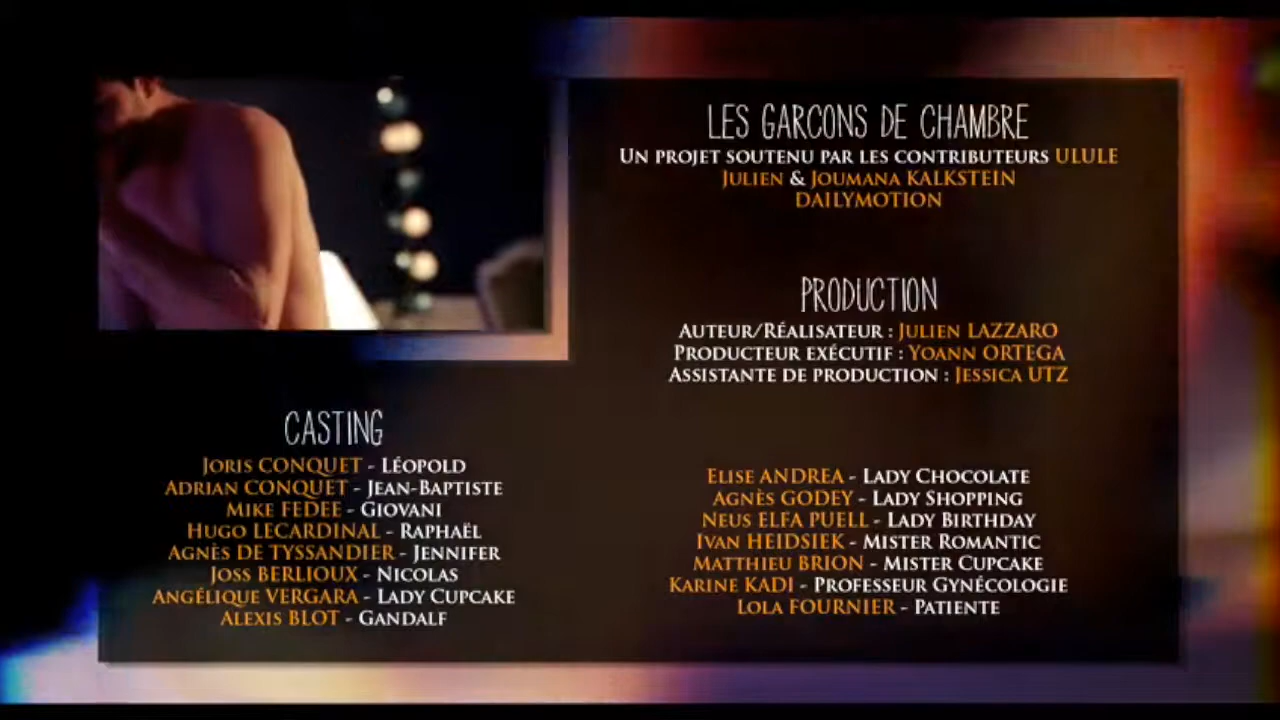 LES GARCONS DE CHAMBRE
UN PROJET SOUTENU PAR LES CONTRIBUTEURS ULULE
JULIEN & JOUMANA KALKSTEIN
DAILYMOTION
PRODUCTION
AUTEUR/RÉALISATEUR : JULIEN LAZZARO
PRODUCTEUR EXÉCUTIF : YOANN ORTEGA
ASSISTANTE DE PRODUCTION : JESSICA UTZ
CASTING
JORIS CONQUET - LÉOPOLD
ADRIAN CONQUET - JEAN-BAPTISTE
MIKE FEDEE - GIOVANI
HUGO LECARDINAL - RAPHAËL
AGNÈS DE TYSSANDIER - JENNIFER
JOSS BERLIOUX - NICOLAS
ANGÉLIQUE VERGARA - LADY CUPCAKE
ALEXIS BLOT - GANDALF
ELISE ANDREA - LADY CHOCOLATE
AGNÈS GODEY - LADY SHOPPING
NEUS ELFA PUELL - LADY BIRTHDAY
IVAN HEIDSIEK - MISTER ROMANTIC
MATTHIEU BRION - MISTER CUPCAKE
KARINE KADI - PROFESSEUR GYNÉCOLOGIE
LOLA FOURNIER - PATIENTE